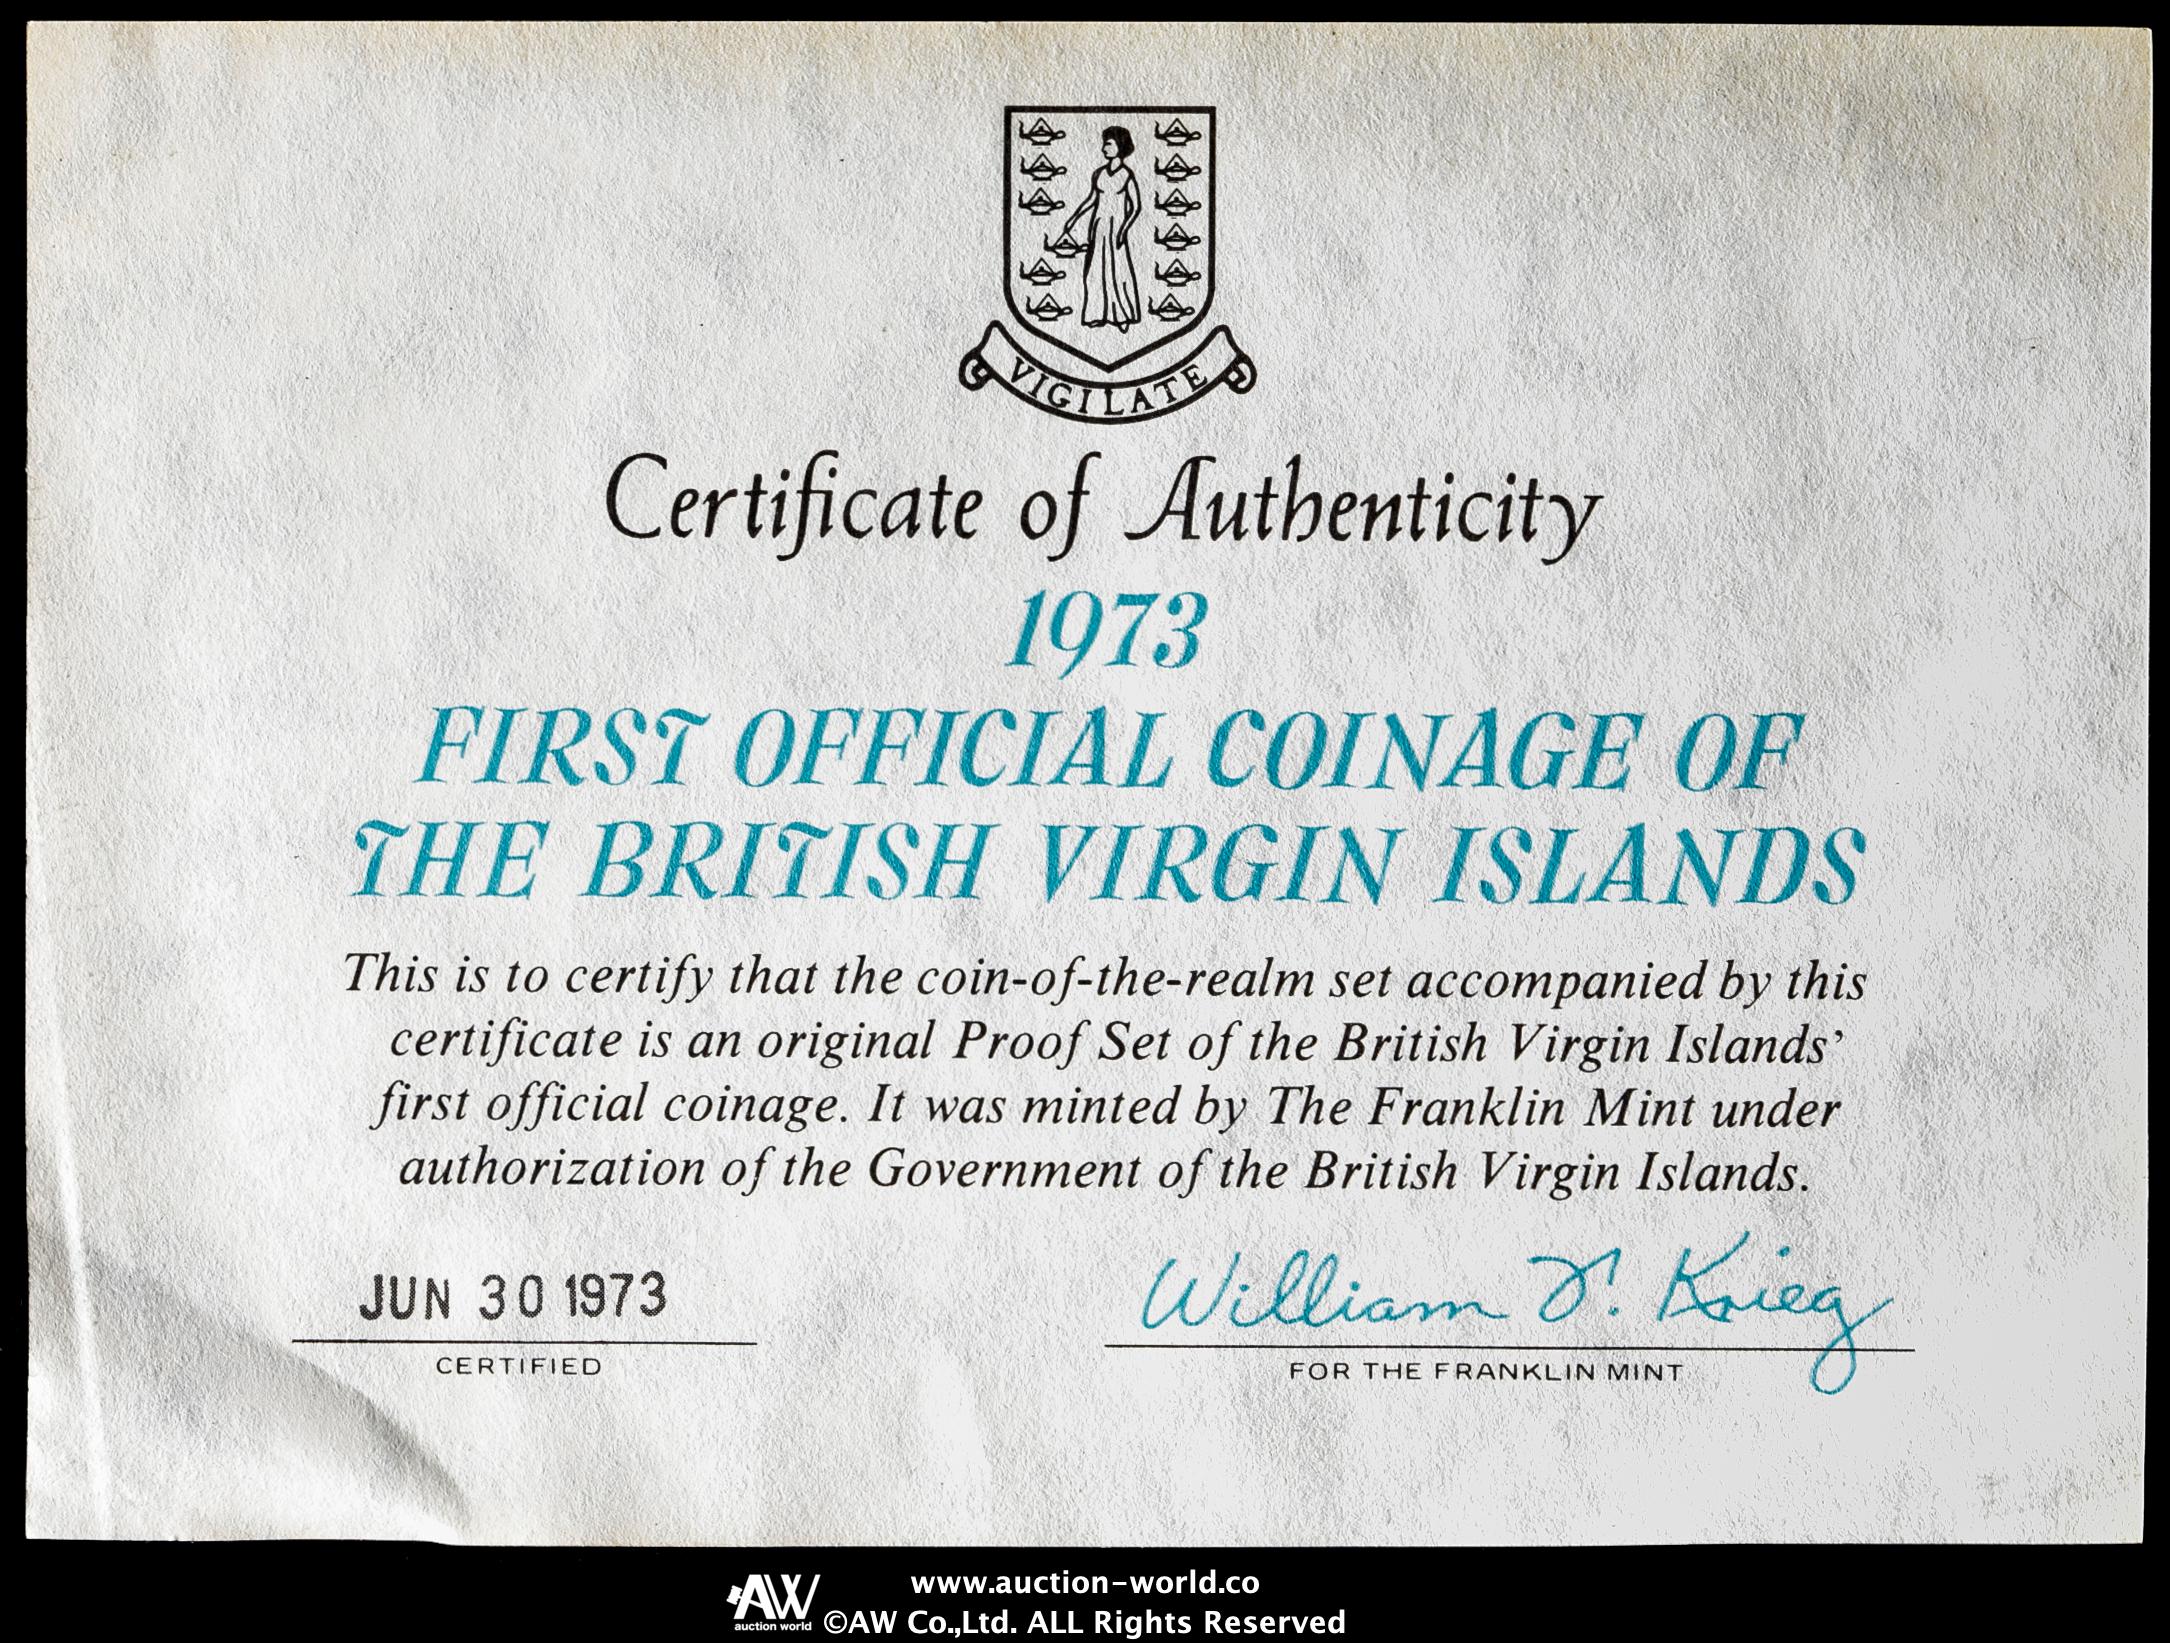 VIGILATE
Certificate of Authenticity
1973
FIRST OFFICIAL COINAGE OF
THE BRITISH VIRGIN ISLANDS
This is to certify that the coin-of-the-realm set accompanied by this
certificate is an original Proof Set of the British Virgin Islands’
first official coinage. It was minted by The Franklin Mint under
authorization of the Government of the British Virgin Islands.
JUN 30 1973
CERTIFIED
William T. Krieg
FOR THE FRANKLIN MINT
AW
auction world
www.auction-world.co
©AW Co.,Ltd. ALL Rights Reserved